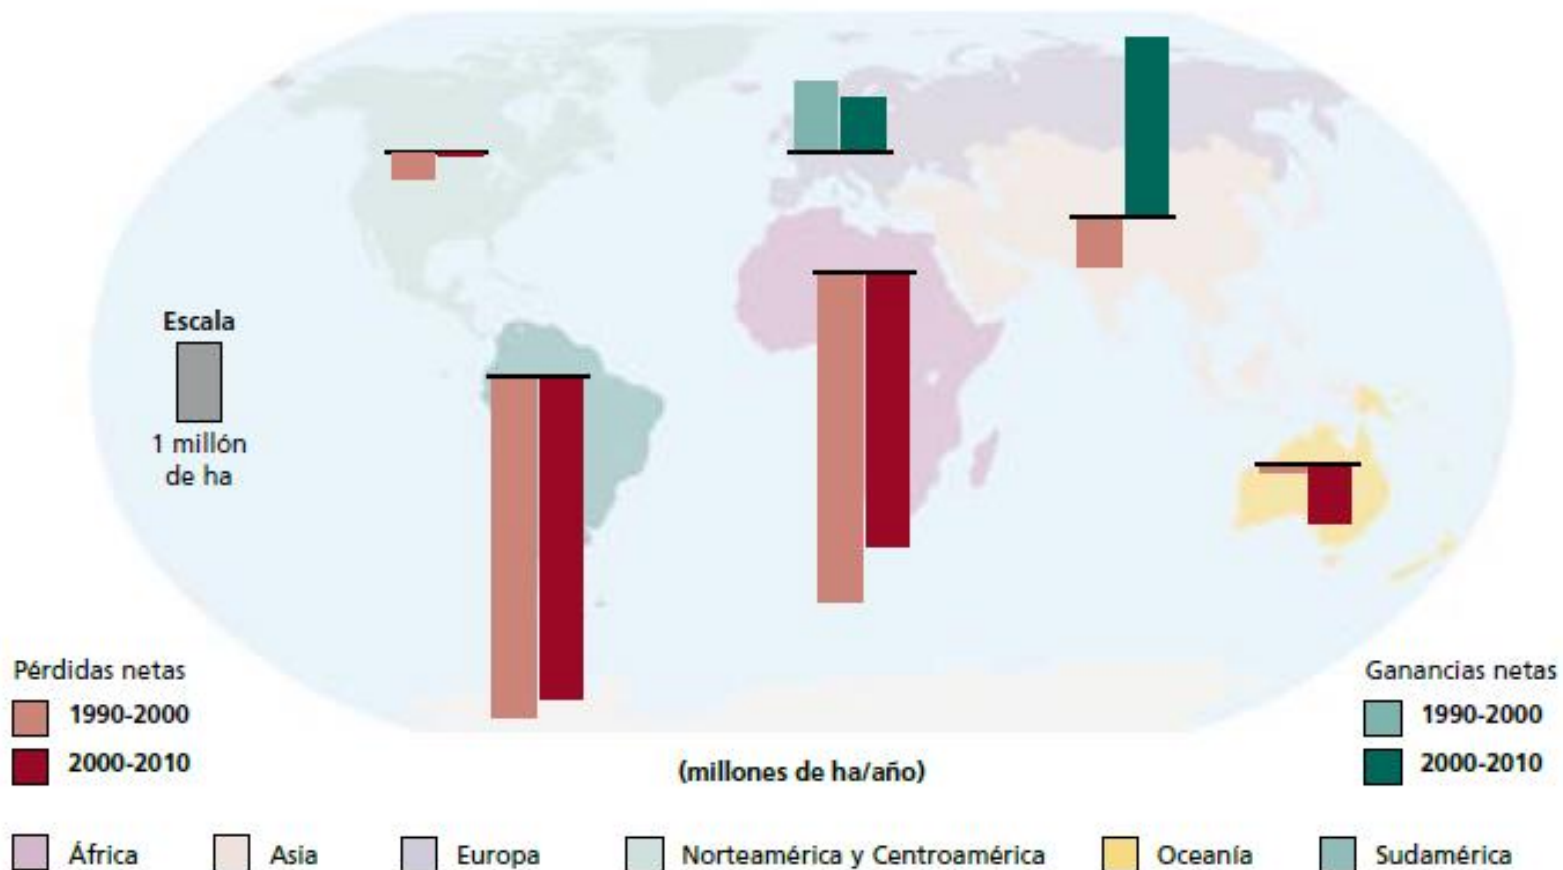 Escala
1 millón
de ha
Pérdidas netas
1990-2000
2000-2010
(millones de ha/año)
Ganancias netas
1990-2000
2000-2010
África
Asia
Europa
Norteamérica y Centroamérica
Oceanía
Sudamérica